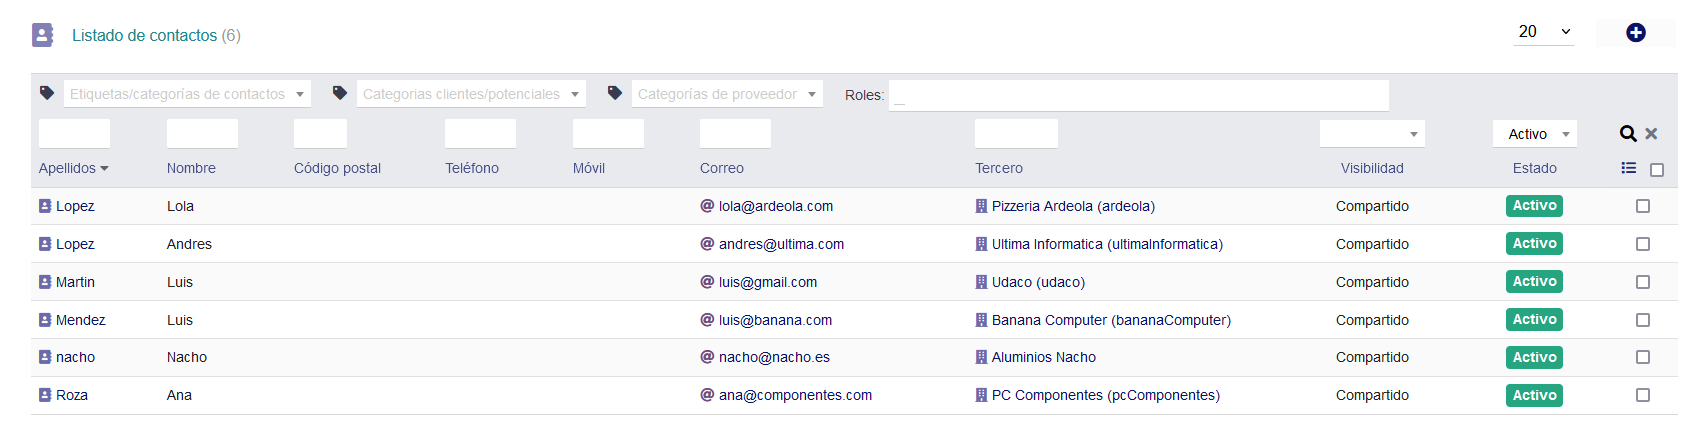 Listado de contactos (6)
20
Etiquetas/categorías de contactos
Categorias clientes/potenciales
Categorías de proveedor
Roles:
Activo
Apellidos Nombre Código postal Teléfono Móvil Correo Tercero Visibilidad Estado
Lopez Lola @ lola@ardeola.com Pizzeria Ardeola (ardeola) Compartido Activo
Lopez Andres @ andres@ultima.com Ultima Informatica (ultimaInformatica) Compartido Activo
Martin Luis @ luis@gmail.com Udaco (udaco) Compartido Activo
Mendez Luis @ luis@banana.com Banana Computer (bananaComputer) Compartido Activo
nacho Nacho @ nacho@nacho.es Aluminios Nacho Compartido Activo
Roza Ana @ ana@componentes.com PC Componentes (pcComponentes) Compartido Activo